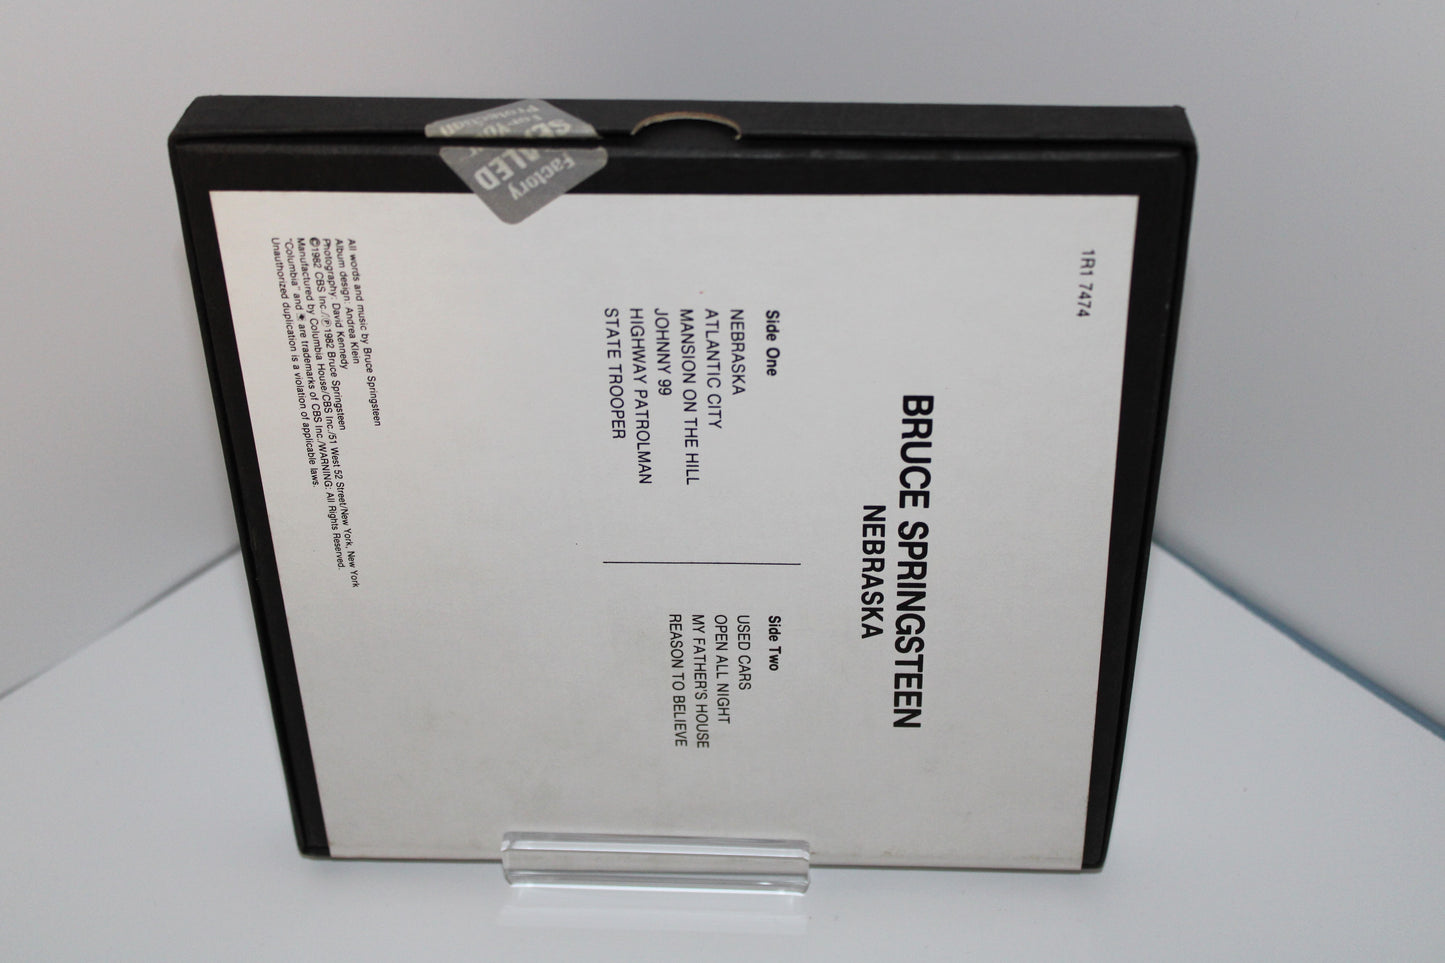 1R1 7474
BRUCE SPRINGSTEEN
NEBRASKA
Side One
NEBRASKA
ATLANTIC CITY
MANSION ON THE HILL
JOHNNY 99
HIGHWAY PATROLMAN
STATE TROOPER
Side Two
USED CARS
OPEN ALL NIGHT
MY FATHER'S HOUSE
REASON TO BELIEVE
All words and music by Bruce Springsteen
Album design: Andrea Klein
Photography: David Kennedy
©1982 CBS Inc./℗1982 Bruce Springsteen
Manufactured by Columbia House/CBS Inc./51 West 52 Street/New York, New York
"Columbia" and are trademarks of CBS Inc./WARNING: All Rights Reserved.
Unauthorized duplication is a violation of applicable laws.
Factory
SEALED
For Your
Protection